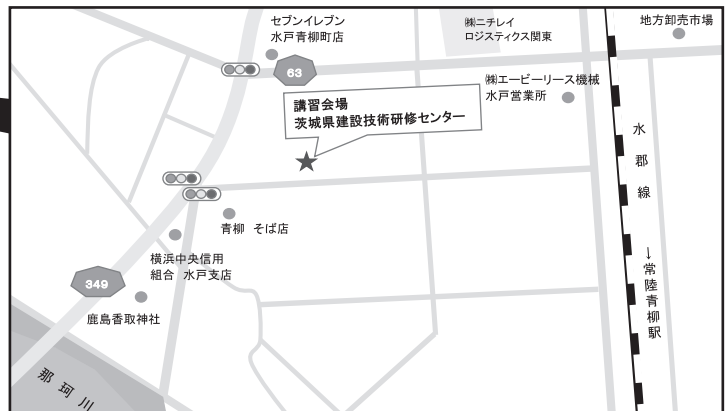 セブンイレブン
水戸青柳町店
㈱ニチレイ
ロジスティクス関東
地方卸売市場
63
㈱エービーリース機械
水戸営業所
講習会場
茨城県建設技術研修センター
水郡線
青柳 そば店
横浜中央信用
組合 水戸支店
↓常陸青柳駅
349
鹿島香取神社
那珂川